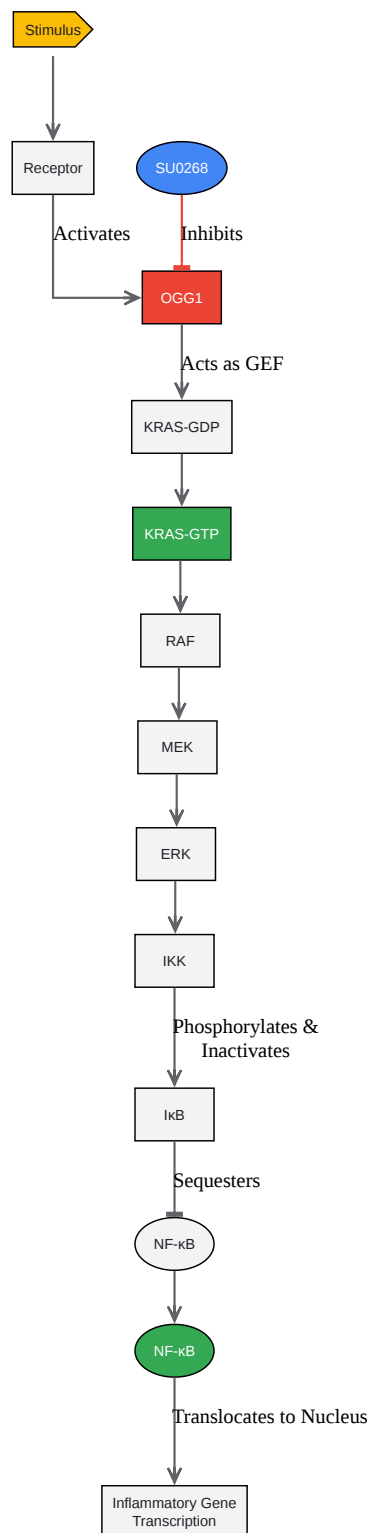 Stimulus
Receptor
SU0268
Activates
Inhibits
OGG1
Acts as GEF
KRAS-GDP
KRAS-GTP
RAF
MEK
ERK
IKK
Phosphorylates &
Inactivates
IκB
Sequesters
NF-κB
NF-κB
Translocates to Nucleus
Inflammatory Gene
Transcription